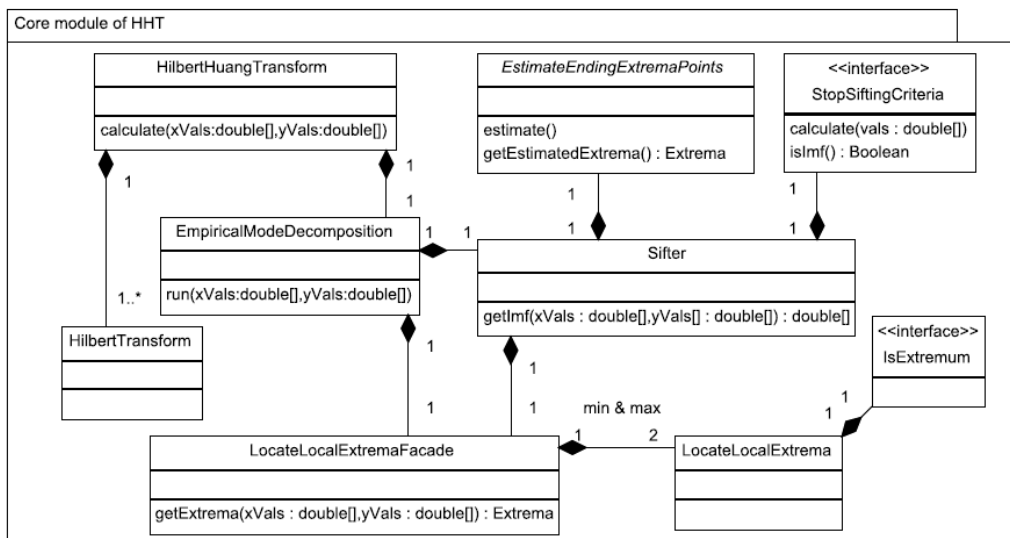 Core module of HHT
HilbertHuangTransform
calculate(xVals:double[],yVals:double[])
EstimateEndingExtremaPoints
estimate()
getEstimatedExtrema() : Extrema
<<interface>>
StopSiftingCriteria
calculate(vals : double[])
isImf() : Boolean
1
1
1
1
1
1
1
EmpiricalModeDecomposition
run(xVals:double[],yVals:double[])
1
1
Sifter
getImf(xVals : double[],yVals[] : double[]) : double[]
1..*
HilbertTransform
<<interface>>
IsExtremum
1
1
1
1
1
1
min & max
1
2
LocateLocalExtremaFacade
getExtrema(xVals : double[],yVals : double[]) : Extrema
LocateLocalExtrema